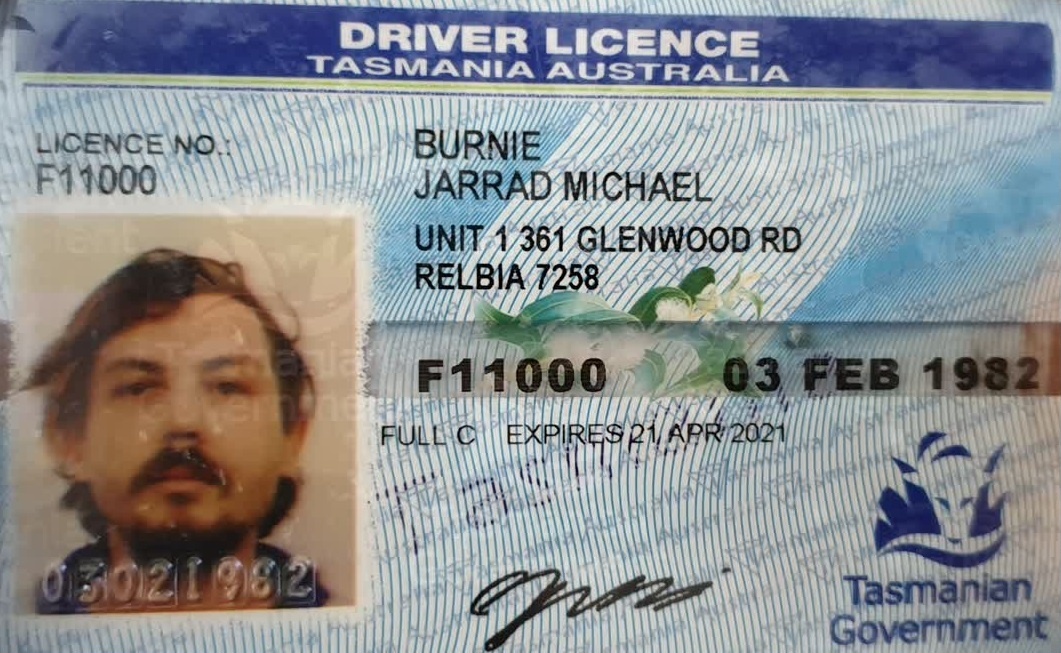 DRIVER LICENCE
TASMANIA AUSTRALIA
LICENCE NO.:
F11000
BURNIE
JARRAD MICHAEL
UNIT 1 361 GLENWOOD RD
RELBIA 7258
F11000 03 FEB 1982
FULL C EXPIRES 21 APR 2021
03021982
Tasmanian
Government